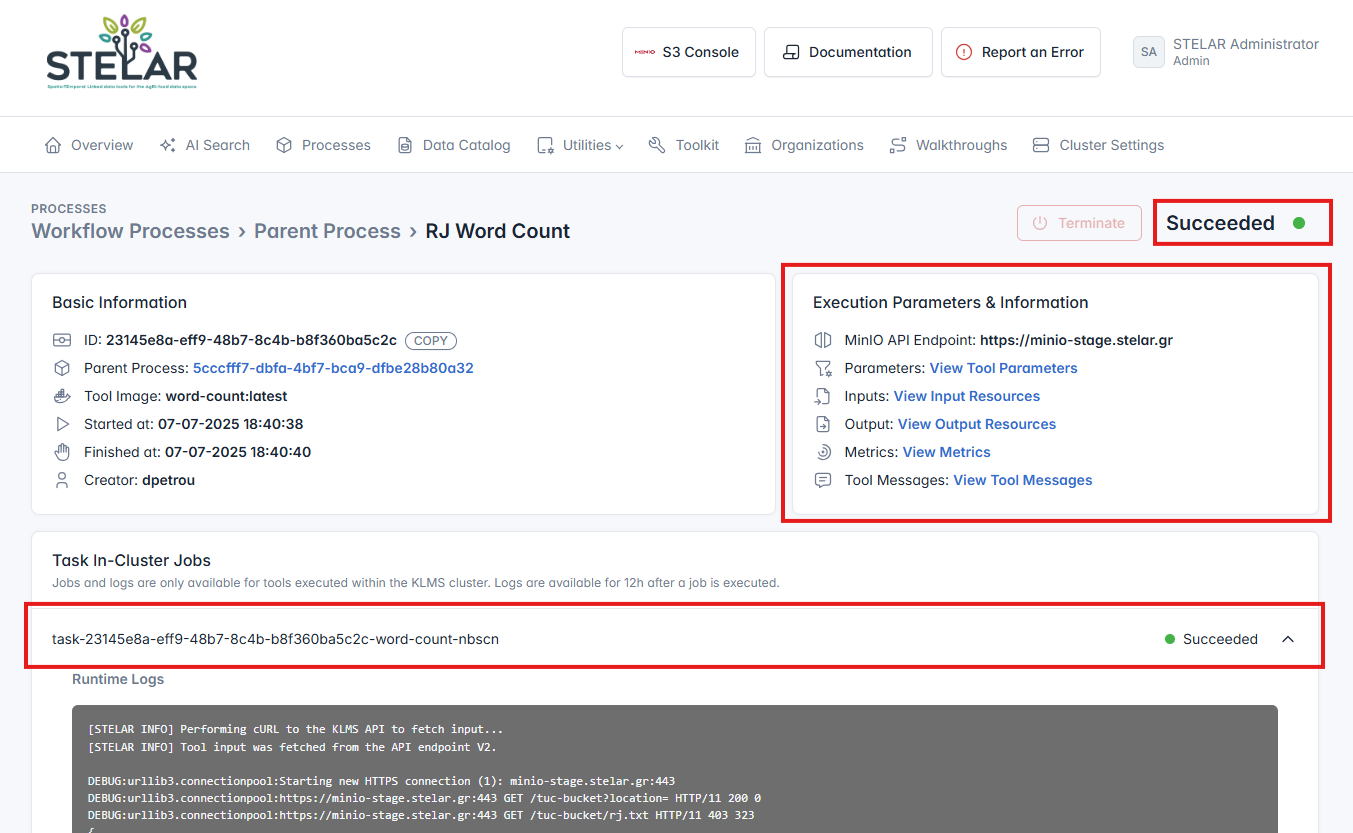 STELAR
SpatioTEmporal Linked data tools for the AgRi-food data space
MINIO S3 Console
Documentation
Report an Error
SA
STELAR Administrator
Admin
Overview
AI Search
Processes
Data Catalog
Utilities
Toolkit
Organizations
Walkthroughs
Cluster Settings
PROCESSES
Workflow Processes › Parent Process › RJ Word Count
Terminate
Succeeded
Basic Information
ID: 23145e8a-eff9-48b7-8c4b-b8f360ba5c2c COPY
Parent Process: 5cccfff7-dbfa-4bf7-bca9-dfbe28b80a32
Tool Image: word-count:latest
Started at: 07-07-2025 18:40:38
Finished at: 07-07-2025 18:40:40
Creator: dpetrou
Execution Parameters & Information
MinIO API Endpoint: https://minio-stage.stelar.gr
Parameters: View Tool Parameters
Inputs: View Input Resources
Output: View Output Resources
Metrics: View Metrics
Tool Messages: View Tool Messages
Task In-Cluster Jobs
Jobs and logs are only available for tools executed within the KLMS cluster. Logs are available for 12h after a job is executed.
task-23145e8a-eff9-48b7-8c4b-b8f360ba5c2c-word-count-nbscn
Succeeded
Runtime Logs
[STELAR INFO] Performing cURL to the KLMS API to fetch input...
[STELAR INFO] Tool input was fetched from the API endpoint V2.
DEBUG:urllib3.connectionpool:Starting new HTTPS connection (1): minio-stage.stelar.gr:443
DEBUG:urllib3.connectionpool:https://minio-stage.stelar.gr:443 GET /tuc-bucket?location= HTTP/11 200 0
DEBUG:urllib3.connectionpool:https://minio-stage.stelar.gr:443 GET /tuc-bucket/rj.txt HTTP/11 403 323
{